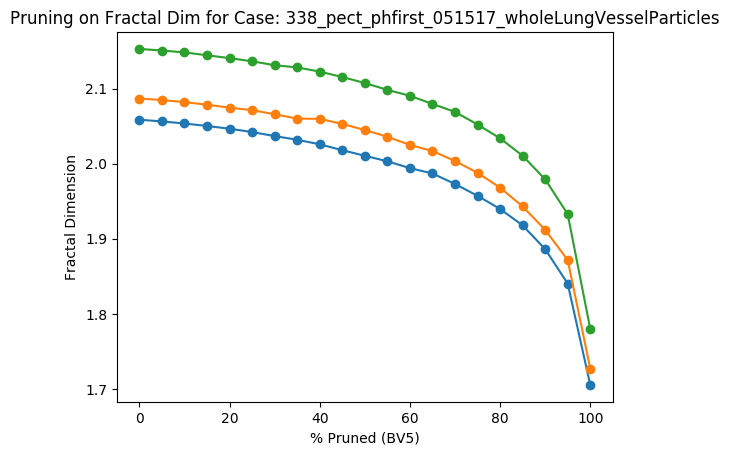 Pruning on Fractal Dim for Case: 338_pect_phfirst_051517_wholeLungVesselParticles
Fractal Dimension
2.1
2.0
1.9
1.8
1.7
0 20 40 60 80 100
% Pruned (BV5)